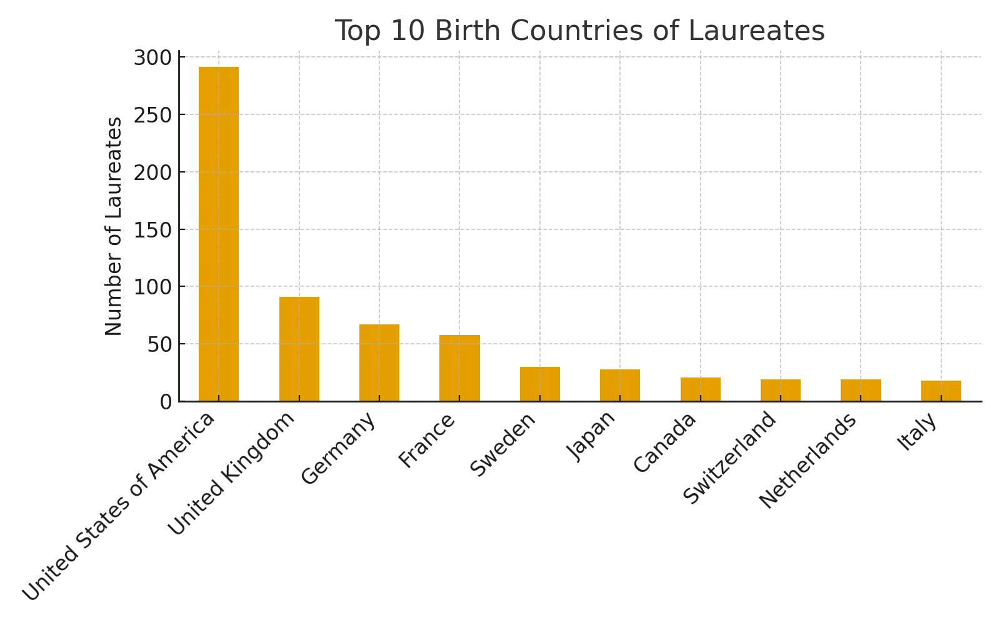 Top 10 Birth Countries of Laureates
Number of Laureates
300
250
200
150
100
50
0
United States of America
United Kingdom
Germany
France
Sweden
Japan
Canada
Switzerland
Netherlands
Italy